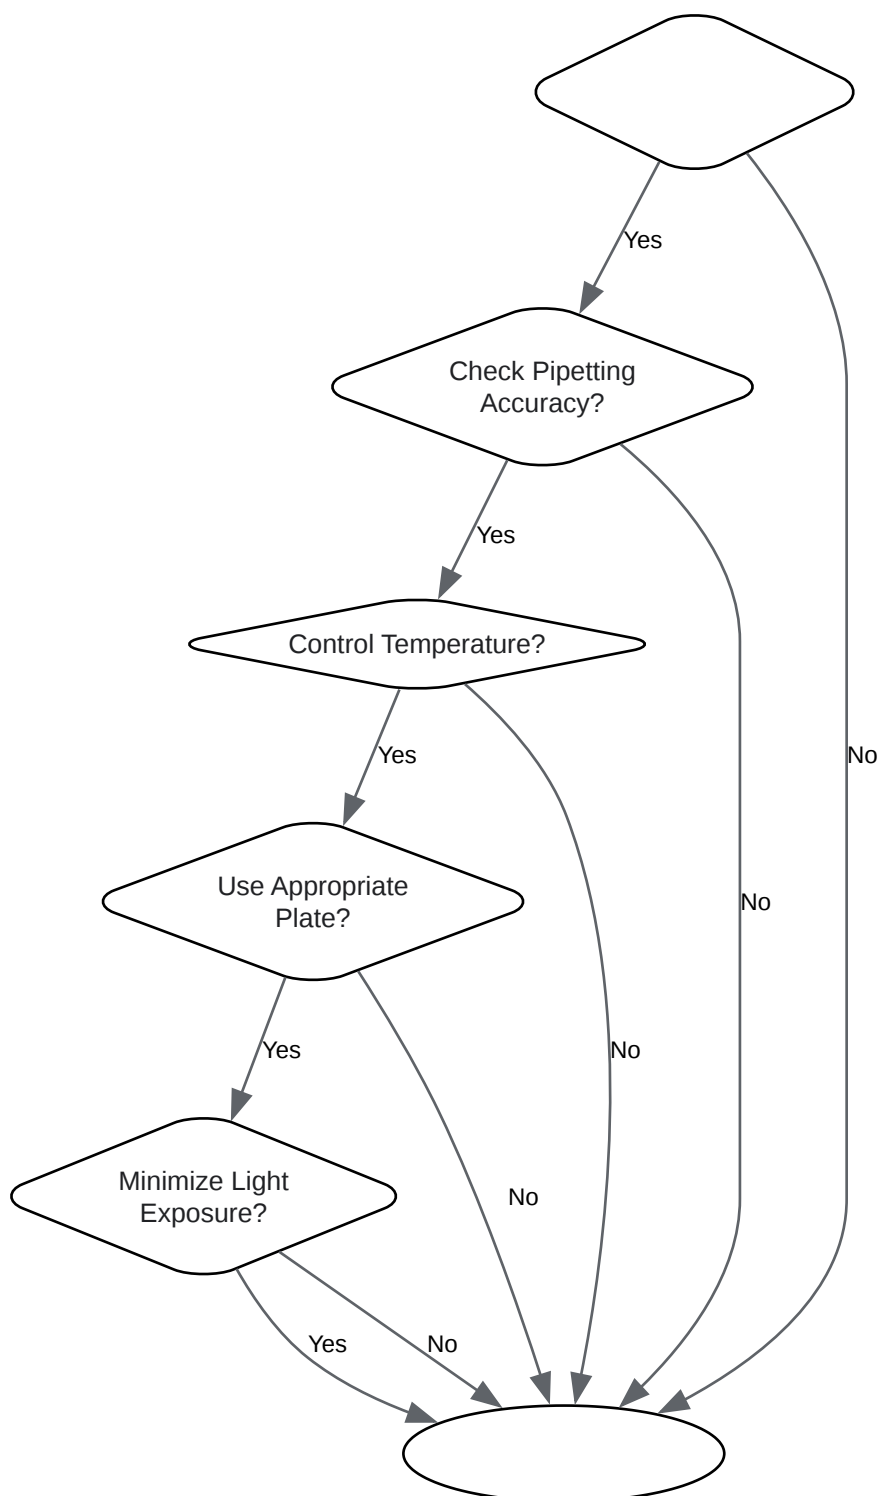 Yes
Check Pipetting
Accuracy?
Yes
Control Temperature?
Yes
No
Use Appropriate
Plate?
No
Yes
No
Minimize Light
Exposure?
No
Yes
No